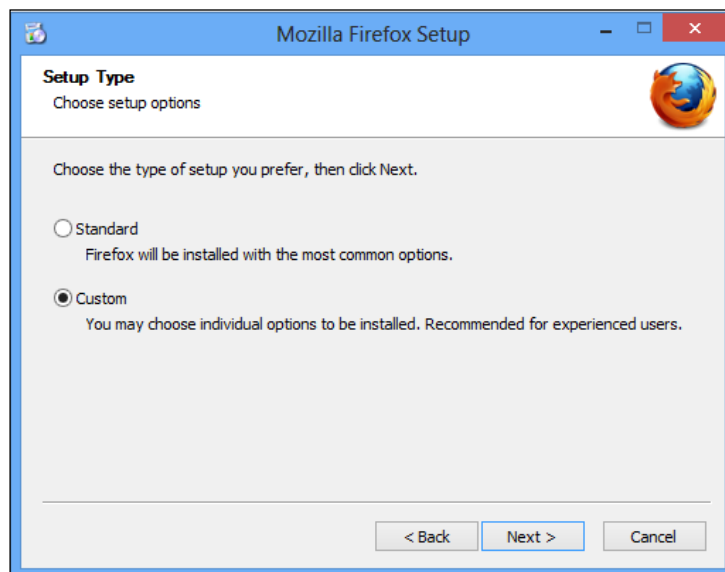 Mozilla Firefox Setup
Setup Type
Choose setup options
Choose the type of setup you prefer, then click Next.
Standard
Firefox will be installed with the most common options.
Custom
You may choose individual options to be installed. Recommended for experienced users.
< Back Next > Cancel